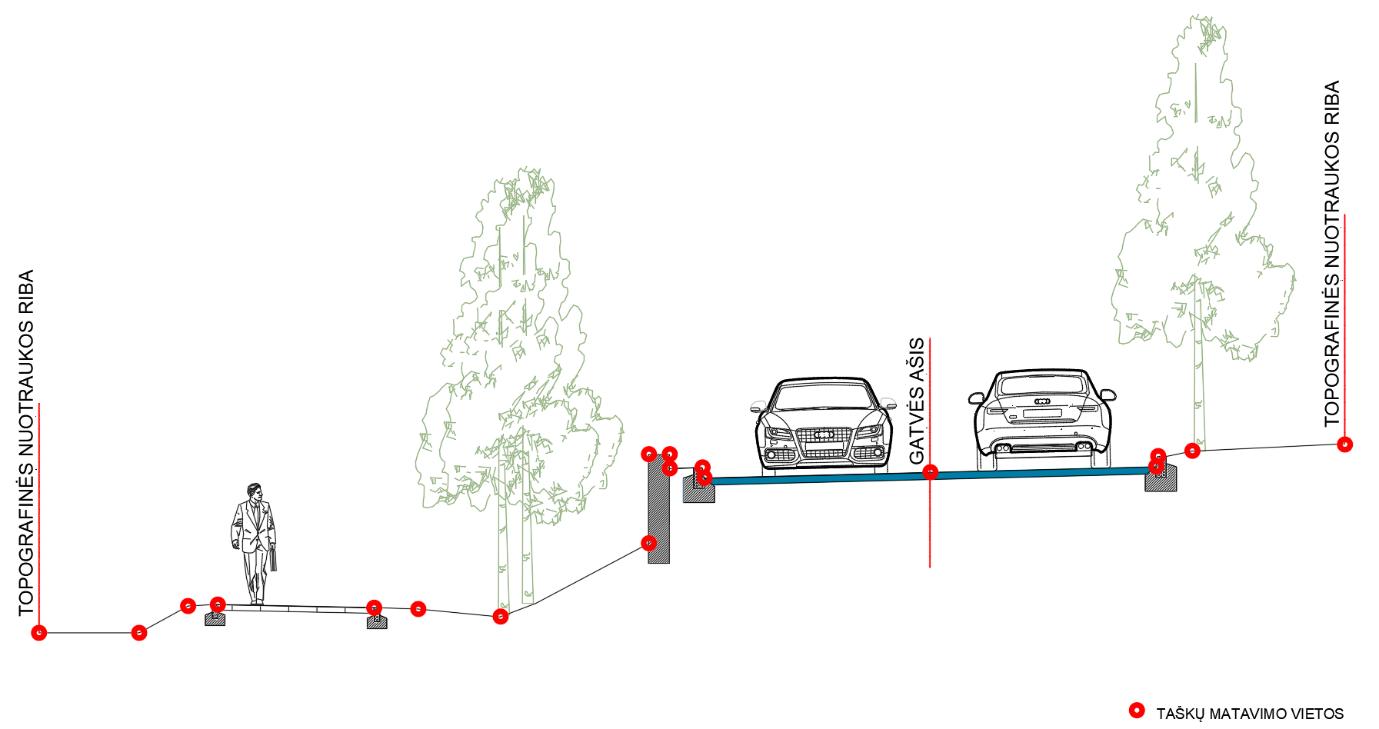 TOPOGRAFINĖS NUOTRAUKOS RIBA
GATVĖS AŠIS
TOPOGRAFINĖS NUOTRAUKOS RIBA
TAŠKŲ MATAVIMO VIETOS